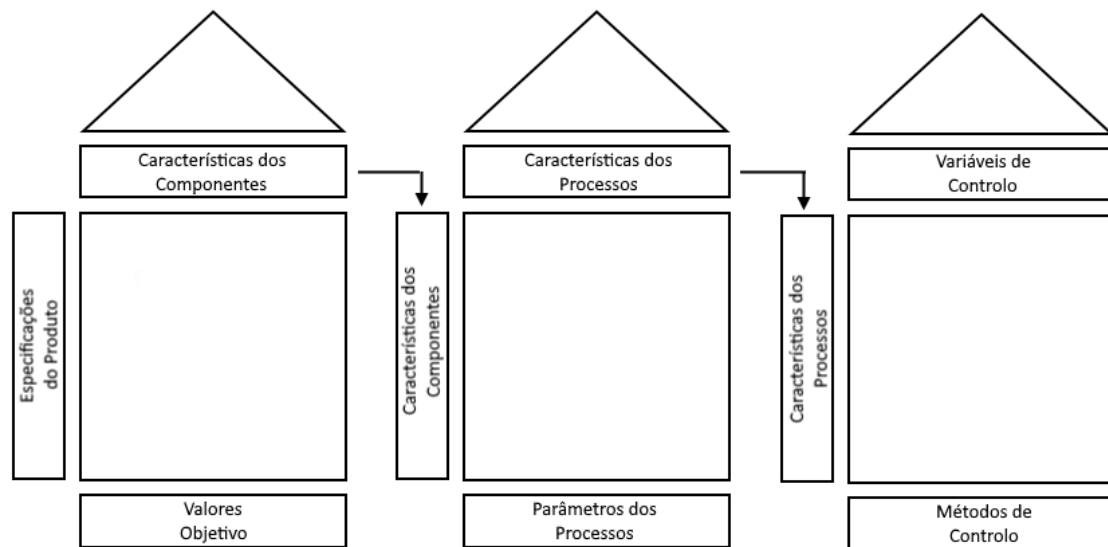 Características dos
Componentes
Especificações
do Produto
Valores
Objetivo
Características dos
Processos
Características dos
Componentes
Parâmetros dos
Processos
Variáveis de
Controlo
Características dos
Processos
Métodos de
Controlo